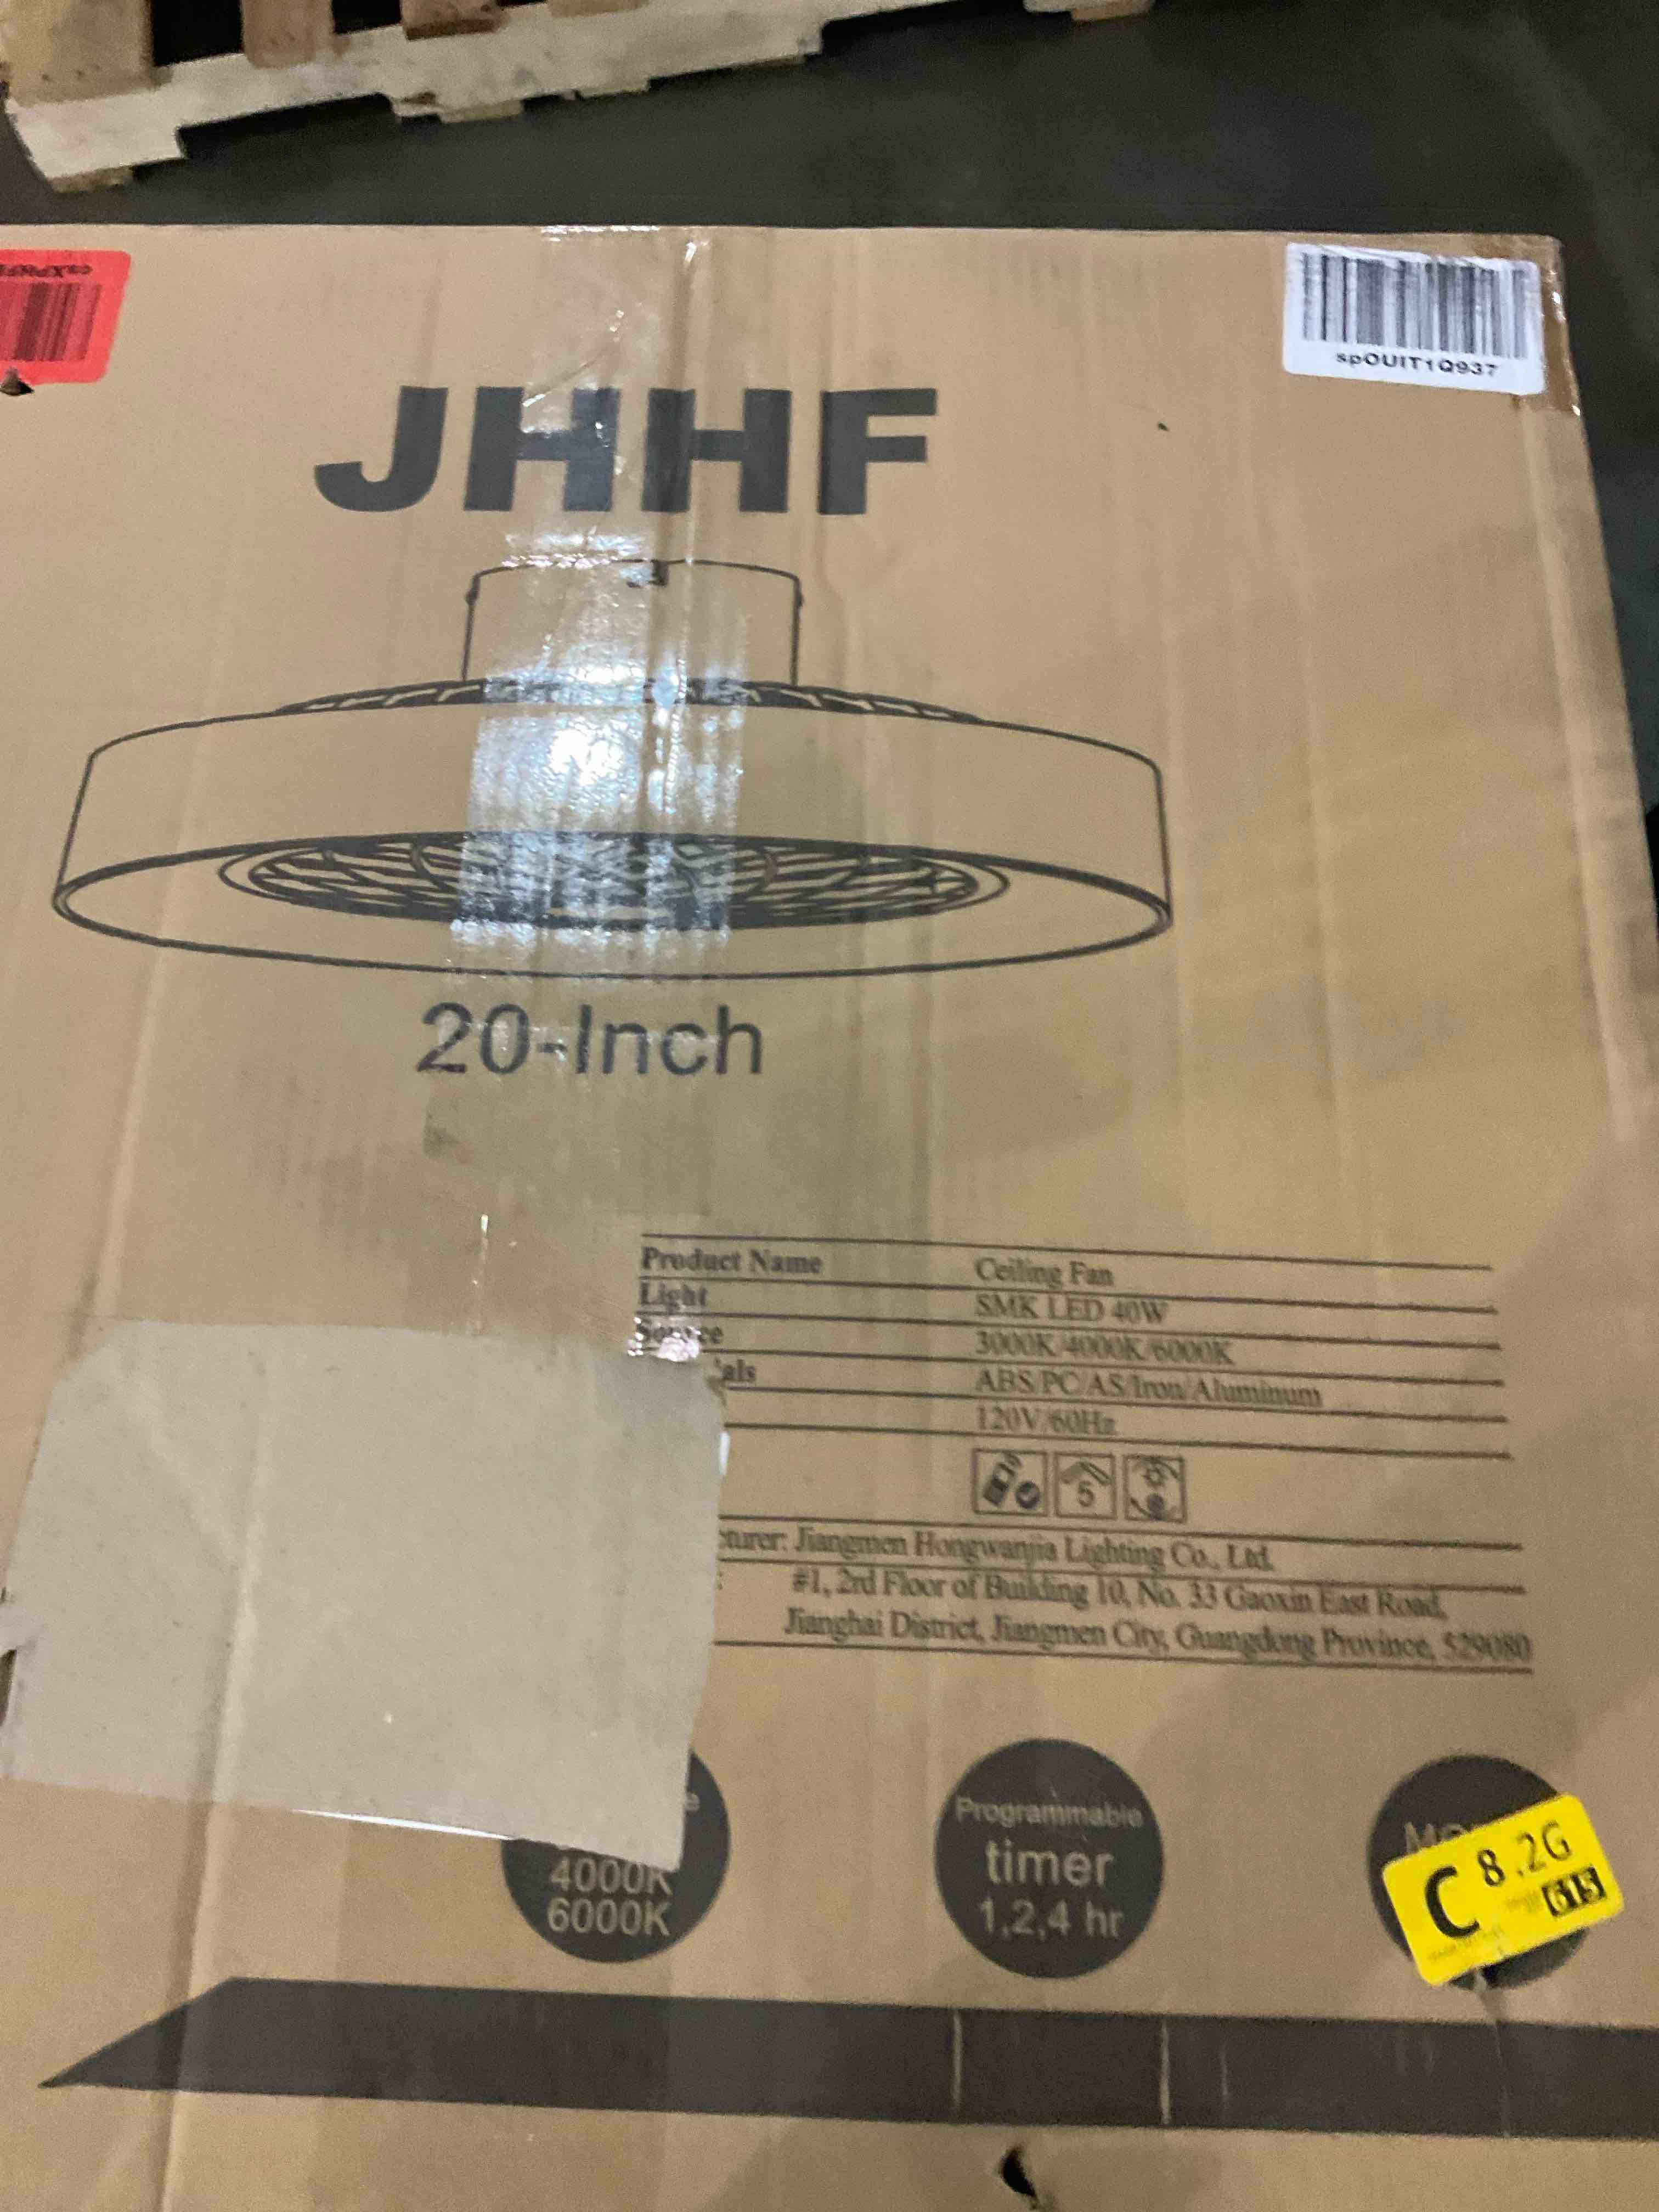 spOUIT1Q937
JHHF
20-Inch
Product Name Ceiling Fan
Light SMK LED 40W
3000K/4000K/6000K
ABS/PC/AS/Iron/Aluminum
120V/60Hz
5
cturer: Jiangmen Hongwanjia Lighting Co., Ltd.
: #1, 2rd Floor of Building 10, No. 33 Gaoxin East Road,
Jianghai District, Jiangmen City, Guangdong Province, 529080
4000K
6000K
Programmable
timer
1,2,4 hr
C 8.2G
615